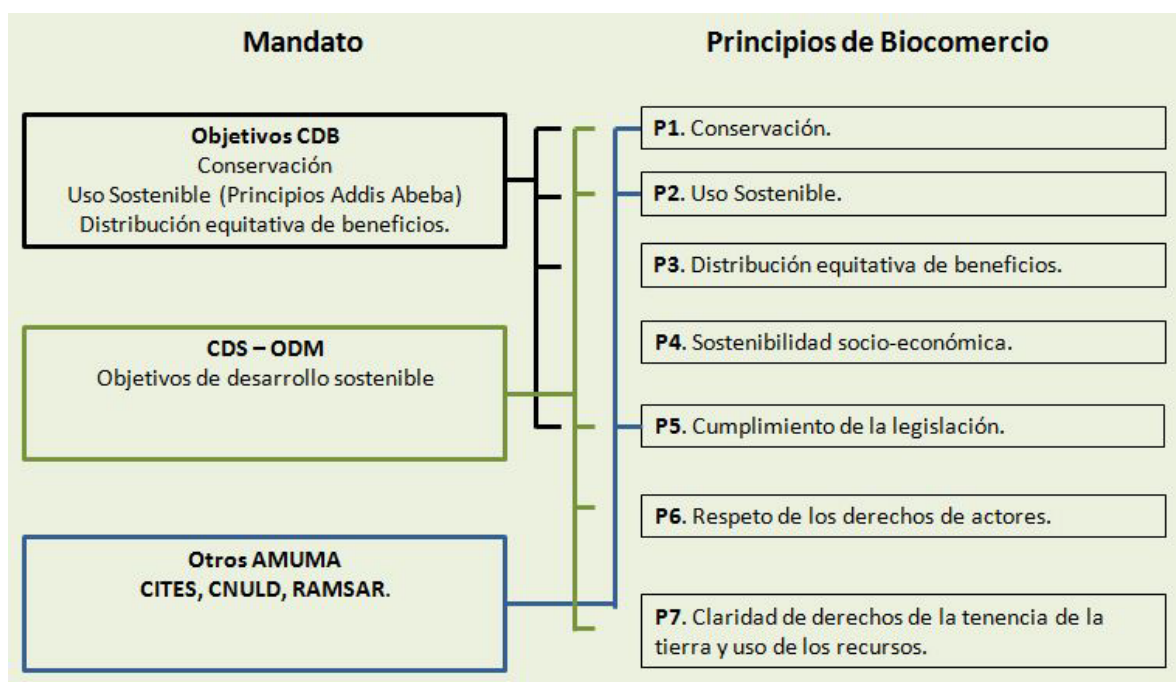 Mandato
Principios de Biocomercio
Objetivos CDB
Conservación
Uso Sostenible (Principios Addis Abeba)
Distribución equitativa de beneficios.
CDS – ODM
Objetivos de desarrollo sostenible
Otros AMUMA
CITES, CNULD, RAMSAR.
P1. Conservación.
P2. Uso Sostenible.
P3. Distribución equitativa de beneficios.
P4. Sostenibilidad socio-económica.
P5. Cumplimiento de la legislación.
P6. Respeto de los derechos de actores.
P7. Claridad de derechos de la tenencia de la
tierra y uso de los recursos.